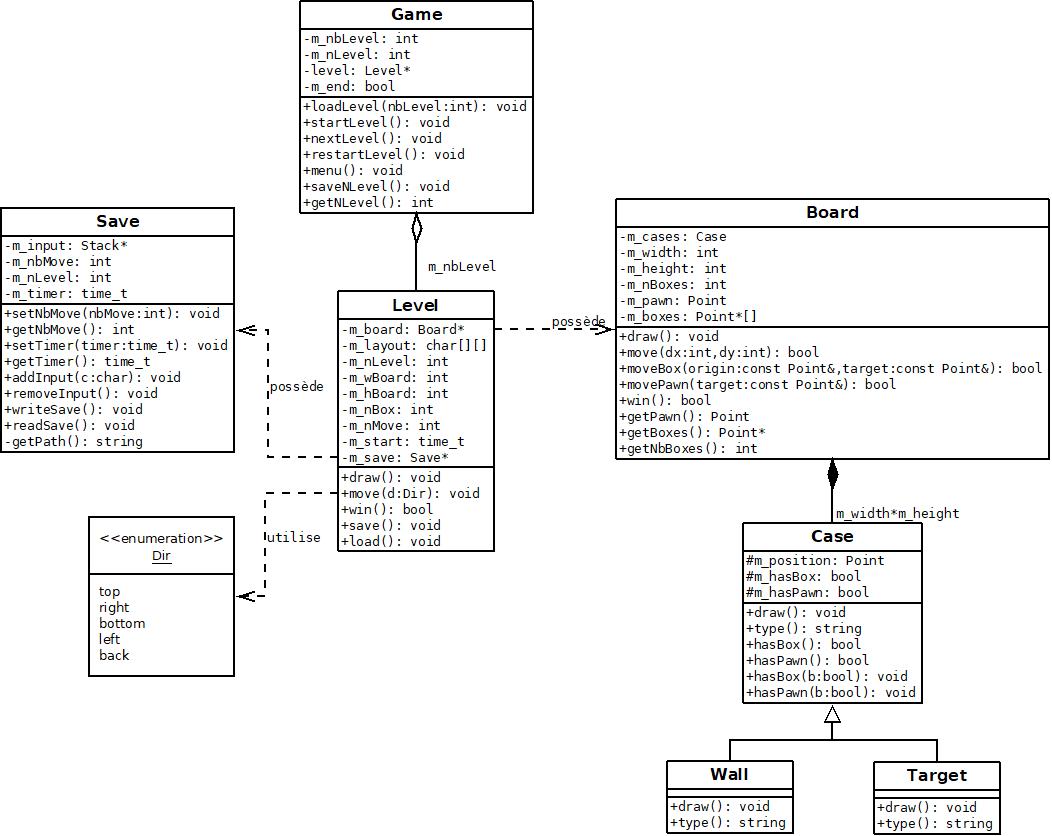 Game
-m_nbLevel: int
-m_nLevel: int
-level: Level*
-m_end: bool
+loadLevel(nbLevel:int): void
+startLevel(): void
+nextLevel(): void
+restartLevel(): void
+menu(): void
+saveNLevel(): void
+getNLevel(): int
m_nbLevel
Save
-m_input: Stack*
-m_nbMove: int
-m_nLevel: int
-m_timer: time_t
+setNbMove(nbMove:int): void
+getNbMove(): int
+setTimer(timer:time_t): void
+getTimer(): time_t
+addInput(c:char): void
+removeInput(): void
+writeSave(): void
+readSave(): void
-getPath(): string
possède
Level
-m_board: Board*
-m_layout: char[][]
-m_nLevel: int
-m_wBoard: int
-m_hBoard: int
-m_nBox: int
-m_nMove: int
-m_start: time_t
-m_save: Save*
+draw(): void
+move(d:Dir): void
+win(): bool
+save(): void
+load(): void
possède
Board
-m_cases: Case
-m_width: int
-m_height: int
-m_nBoxes: int
-m_pawn: Point
-m_boxes: Point*[]
+draw(): void
+move(dx:int,dy:int): bool
+moveBox(origin:const Point&,target:const Point&): bool
+movePawn(target:const Point&): bool
+win(): bool
+getPawn(): Point
+getBoxes(): Point*
+getNbBoxes(): int
utilise
<<enumeration>>
Dir
top
right
bottom
left
back
m_width*m_height
Case
#m_position: Point
#m_hasBox: bool
#m_hasPawn: bool
+draw(): void
+type(): string
+hasBox(): bool
+hasPawn(): bool
+hasBox(b:bool): void
+hasPawn(b:bool): void
Wall
+draw(): void
+type(): string
Target
+draw(): void
+type(): string